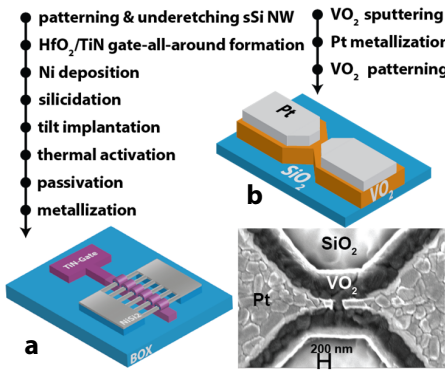 patterning & underetching sSi NW
HfO₂/TiN gate-all-around formation
Ni deposition
silicidation
tilt implantation
thermal activation
passivation
metallization
TiN-Gate
NiSi2
BOX
a
VO₂ sputtering
Pt metallization
VO₂ patterning
Pt
SiO₂
VO₂
b
SiO₂
VO₂
Pt
200 nm